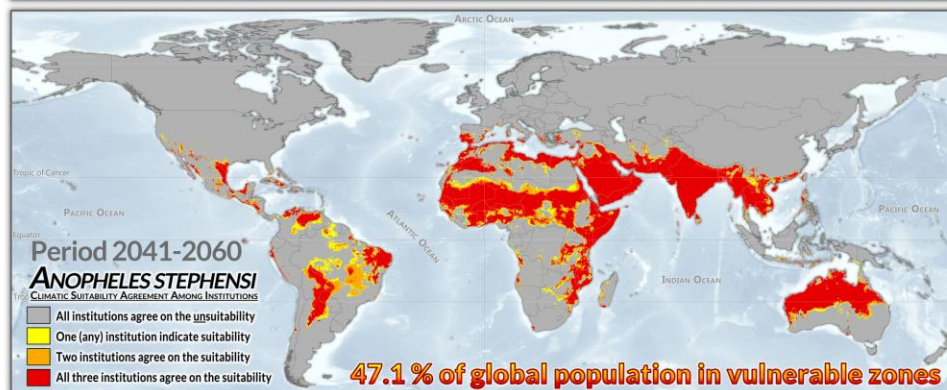 Arctic Ocean
Tropic of Cancer
Pacific Ocean
Atlantic Ocean
Pacific Ocean
Equator
Indian Ocean
Period 2041-2060
Anopheles stephensi
Climatic Suitability Agreement Among Institutions
All institutions agree on the unsuitability
One (any) institution indicate suitability
Two institutions agree on the suitability
All three institutions agree on the suitability
47.1 % of global population in vulnerable zones